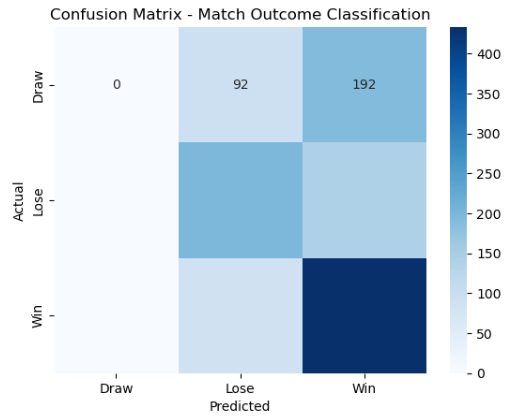 Confusion Matrix - Match Outcome Classification
Draw
0 92 192
Lose
Win
Actual
Draw Lose Win
Predicted
400
350
300
250
200
150
100
50
0